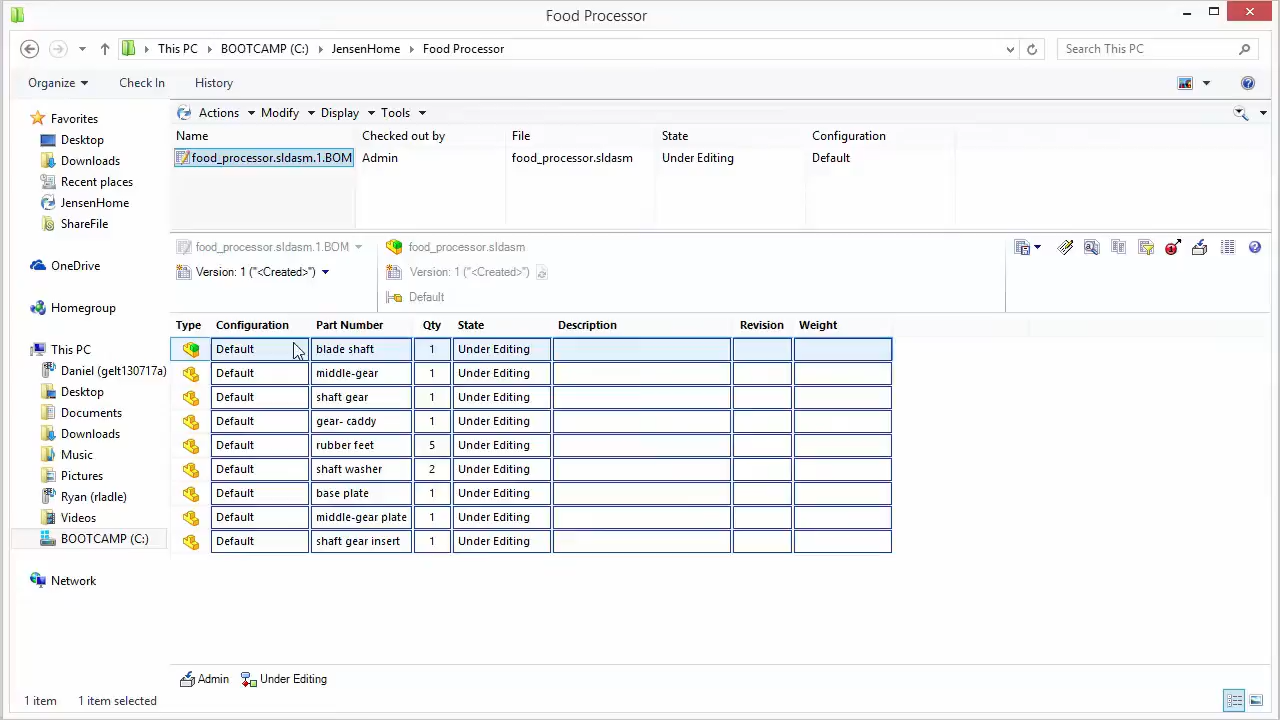 Food Processor
This PC BOOTCAMP (C:) JensenHome Food Processor Search This PC
Organize Check In History
Favorites
Desktop
Downloads
Recent places
JensenHome
ShareFile
OneDrive
Homegroup
This PC
Daniel (gelt130717a)
Desktop
Documents
Downloads
Music
Pictures
Ryan (rladle)
Videos
BOOTCAMP (C:)
Network
Actions Modify Display Tools
Name Checked out by File State Configuration
food_processor.sldasm.1.BOM Admin food_processor.sldasm Under Editing Default
food_processor.sldasm.1.BOM food_processor.sldasm
Version: 1 ("<Created>") Version: 1 ("<Created>")
Default
Type Configuration Part Number Qty State Description Revision Weight
Default blade shaft 1 Under Editing
Default middle-gear 1 Under Editing
Default shaft gear 1 Under Editing
Default gear- caddy 1 Under Editing
Default rubber feet 5 Under Editing
Default shaft washer 2 Under Editing
Default base plate 1 Under Editing
Default middle-gear plate 1 Under Editing
Default shaft gear insert 1 Under Editing
Admin Under Editing
1 item 1 item selected